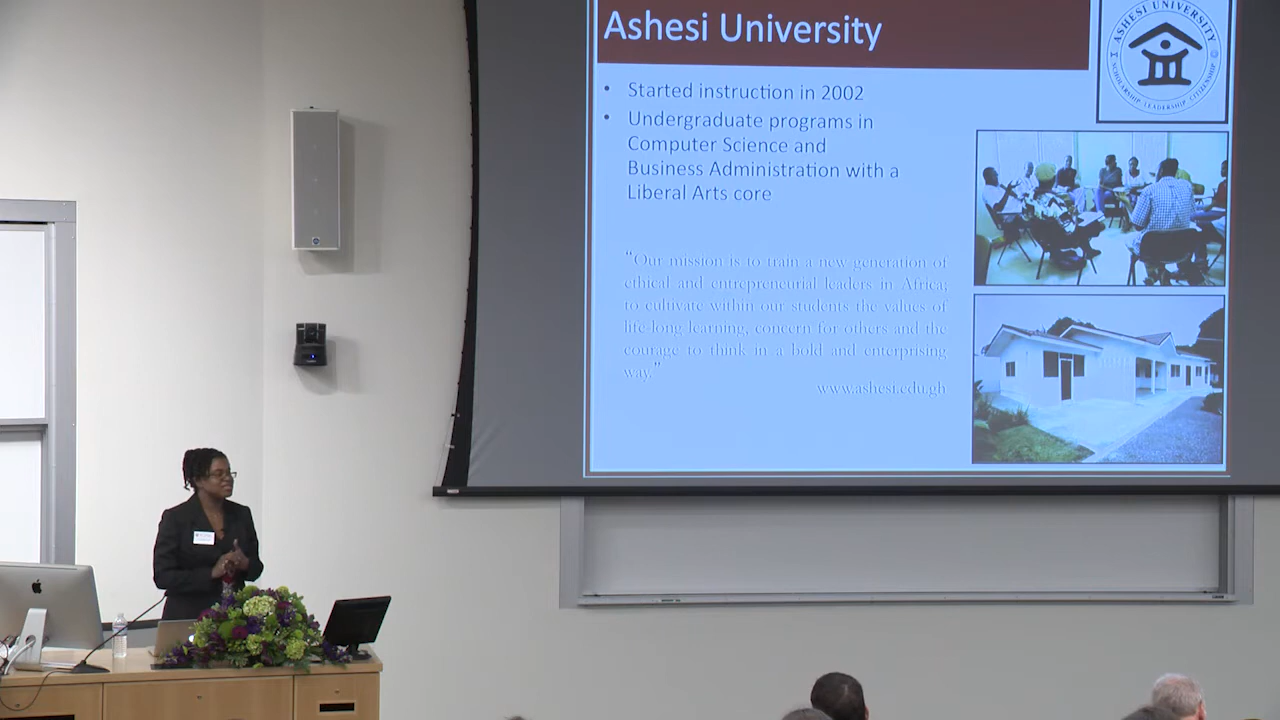 Ashesi University
• Started instruction in 2002
• Undergraduate programs in
Computer Science and
Business Administration with a
Liberal Arts core
“Our mission is to train a new generation of
ethical and entrepreneurial leaders in Africa;
to cultivate within our students the values of
life-long learning, concern for others and the
courage to think in a bold and enterprising
way.”
www.ashesi.edu.gh
ASHESI UNIVERSITY
SCHOLARSHIP·LEADERSHIP·CITIZENSHIP